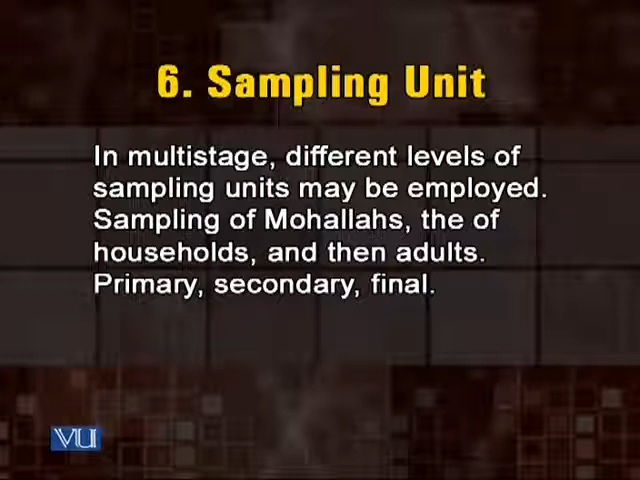 6. Sampling Unit
In multistage, different levels of
sampling units may be employed.
Sampling of Mohallahs, the of
households, and then adults.
Primary, secondary, final.
VU